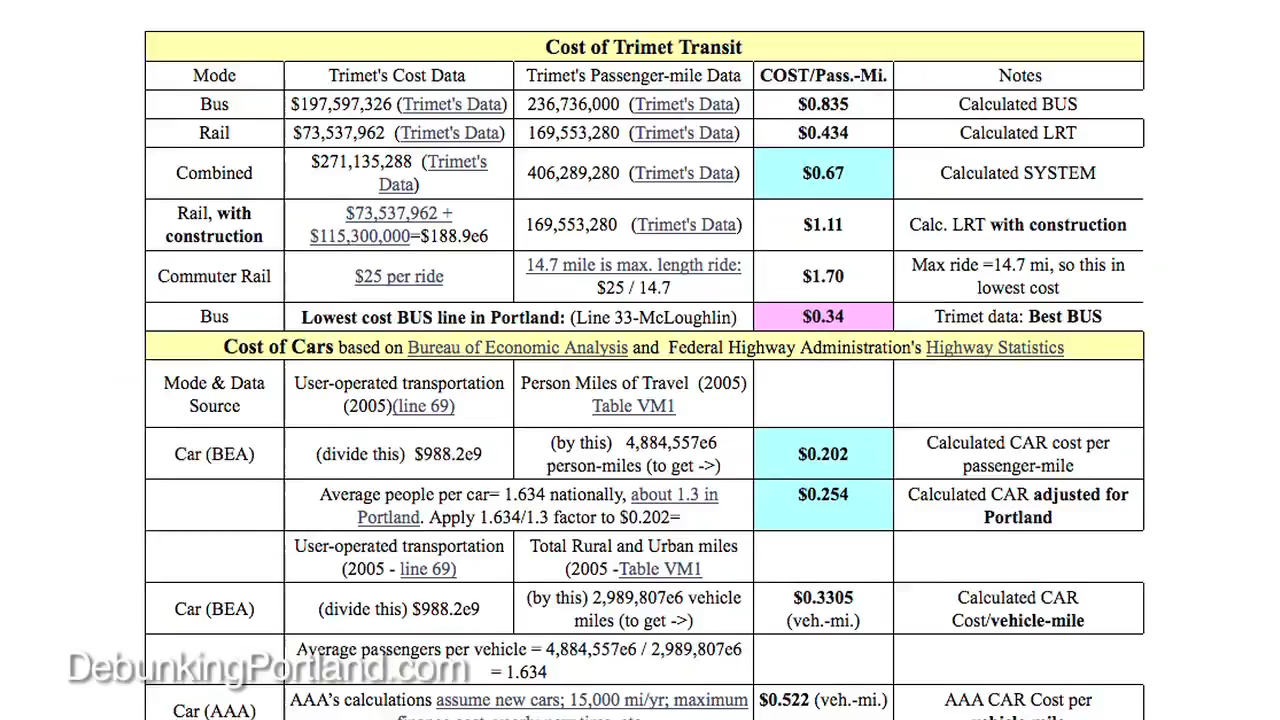 Cost of Trimet Transit
Mode Trimet's Cost Data Trimet's Passenger-mile Data COST/Pass.-Mi. Notes
Bus $197,597,326 (Trimet's Data) 236,736,000 (Trimet's Data) $0.835 Calculated BUS
Rail $73,537,962 (Trimet's Data) 169,553,280 (Trimet's Data) $0.434 Calculated LRT
Combined $271,135,288 (Trimet's Data) 406,289,280 (Trimet's Data) $0.67 Calculated SYSTEM
Rail, with construction $73,537,962 + $115,300,000=$188.9e6 169,553,280 (Trimet's Data) $1.11 Calc. LRT with construction
Commuter Rail $25 per ride 14.7 mile is max. length ride: $25 / 14.7 $1.70 Max ride =14.7 mi, so this in lowest cost
Bus Lowest cost BUS line in Portland: (Line 33-McLoughlin) $0.34 Trimet data: Best BUS
Cost of Cars based on Bureau of Economic Analysis and Federal Highway Administration's Highway Statistics
Mode & Data Source User-operated transportation (2005)(line 69) Person Miles of Travel (2005) Table VM1
Car (BEA) (divide this) $988.2e9 (by this) 4,884,557e6 person-miles (to get ->) $0.202 Calculated CAR cost per passenger-mile
Average people per car= 1.634 nationally, about 1.3 in Portland. Apply 1.634/1.3 factor to $0.202= $0.254 Calculated CAR adjusted for Portland
User-operated transportation (2005 - line 69) Total Rural and Urban miles (2005 -Table VM1
Car (BEA) (divide this) $988.2e9 (by this) 2,989,807e6 vehicle miles (to get ->) $0.3305 (veh.-mi.) Calculated CAR Cost/vehicle-mile
Average passengers per vehicle = 4,884,557e6 / 2,989,807e6 = 1.634
DebunkingPortland.com
Car (AAA) AAA's calculations assume new cars; 15,000 mi/yr; maximum $0.522 (veh.-mi.) AAA CAR Cost per